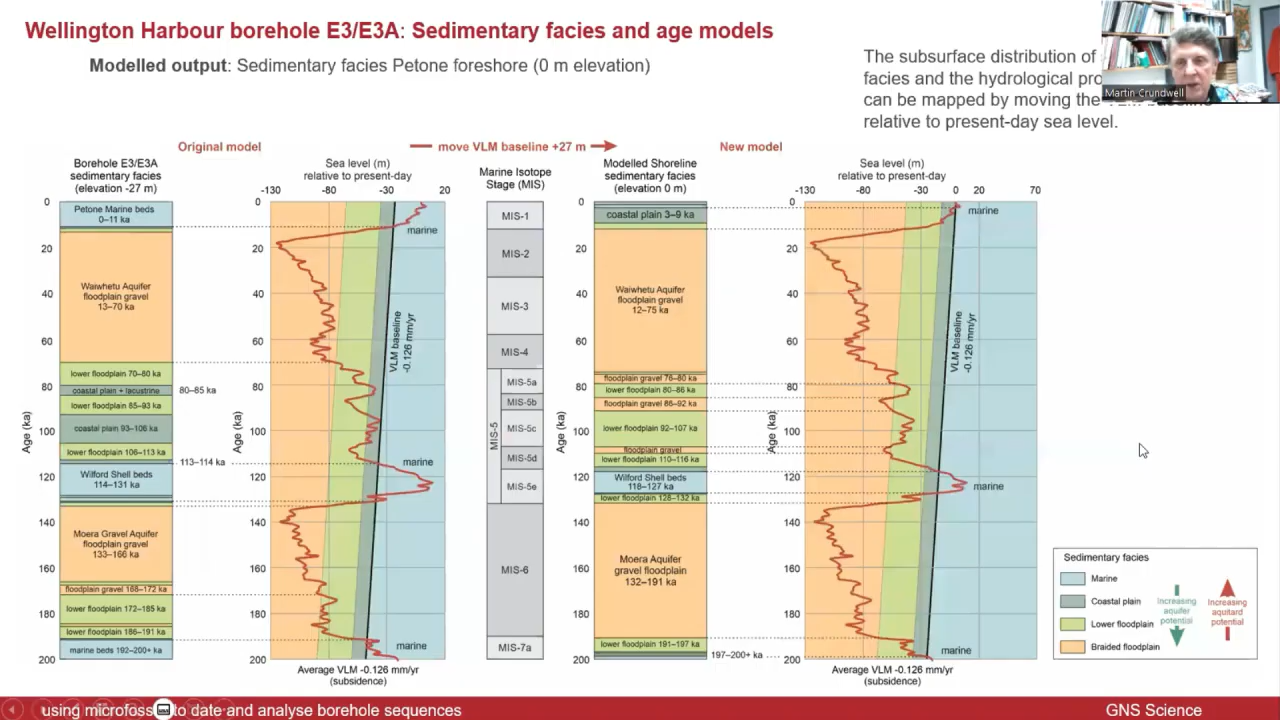 Wellington Harbour borehole E3/E3A: Sedimentary facies and age models
Modelled output: Sedimentary facies Petone foreshore (0 m elevation)
The subsurface distribution of
facies and the hydrological pro
can be mapped by moving the VLM baseline
relative to present-day sea level.
Martin Crundwell
Original model
move VLM baseline +27 m
New model
Borehole E3/E3A
sedimentary facies
(elevation -27 m)
Sea level (m)
relative to present-day
-130 -80 -30 20
Marine Isotope
Stage (MIS)
Modelled Shoreline
sedimentary facies
(elevation 0 m)
Sea level (m)
relative to present-day
-130 -80 -30 0 20 70
Age (ka)
0
20
40
60
80
100
120
140
160
180
200
Petone Marine beds
0–11 ka
Waiwhetu Aquifer
floodplain gravel
13–70 ka
lower floodplain 70–80 ka
coastal plain + lacustrine
lower floodplain 85–93 ka
coastal plain 93–106 ka
lower floodplain 106–113 ka
Wilford Shell beds
114–131 ka
Moera Gravel Aquifer
floodplain gravel
133–166 ka
floodplain gravel 168–172 ka
lower floodplain 172–185 ka
lower floodplain 186–191 ka
marine beds 192–200+ ka
80–85 ka
113–114 ka
Age (ka)
0
20
40
60
80
100
120
140
160
180
200
marine
VLM baseline
-0.126 mm/yr
marine
marine
Average VLM -0.126 mm/yr
(subsidence)
MIS-1
MIS-2
MIS-3
MIS-4
MIS-5
MIS-5a
MIS-5b
MIS-5c
MIS-5d
MIS-5e
MIS-6
MIS-7a
Age (ka)
0
20
40
60
80
100
120
140
160
180
200
coastal plain 3–9 ka
Waiwhetu Aquifer
floodplain gravel
12–75 ka
floodplain gravel 76–80 ka
lower floodplain 80–86 ka
floodplain gravel 86–92 ka
lower floodplain 92–107 ka
floodplain gravel
lower floodplain 110–116 ka
Wilford Shell beds
118–127 ka
lower floodplain 128–132 ka
Moera Aquifer
gravel floodplain
132–191 ka
lower floodplain 191–197 ka
197–200+ ka
Age (ka)
0
20
40
60
80
100
120
140
160
180
200
marine
VLM baseline
-0.126 mm/yr
marine
marine
Average VLM -0.126 mm/yr
(subsidence)
Sedimentary facies
Marine
Coastal plain
Lower floodplain
Braided floodplain
Increasing
aquifer
potential
Increasing
aquitard
potential
using microfoss to date and analyse borehole sequences
GNS Science